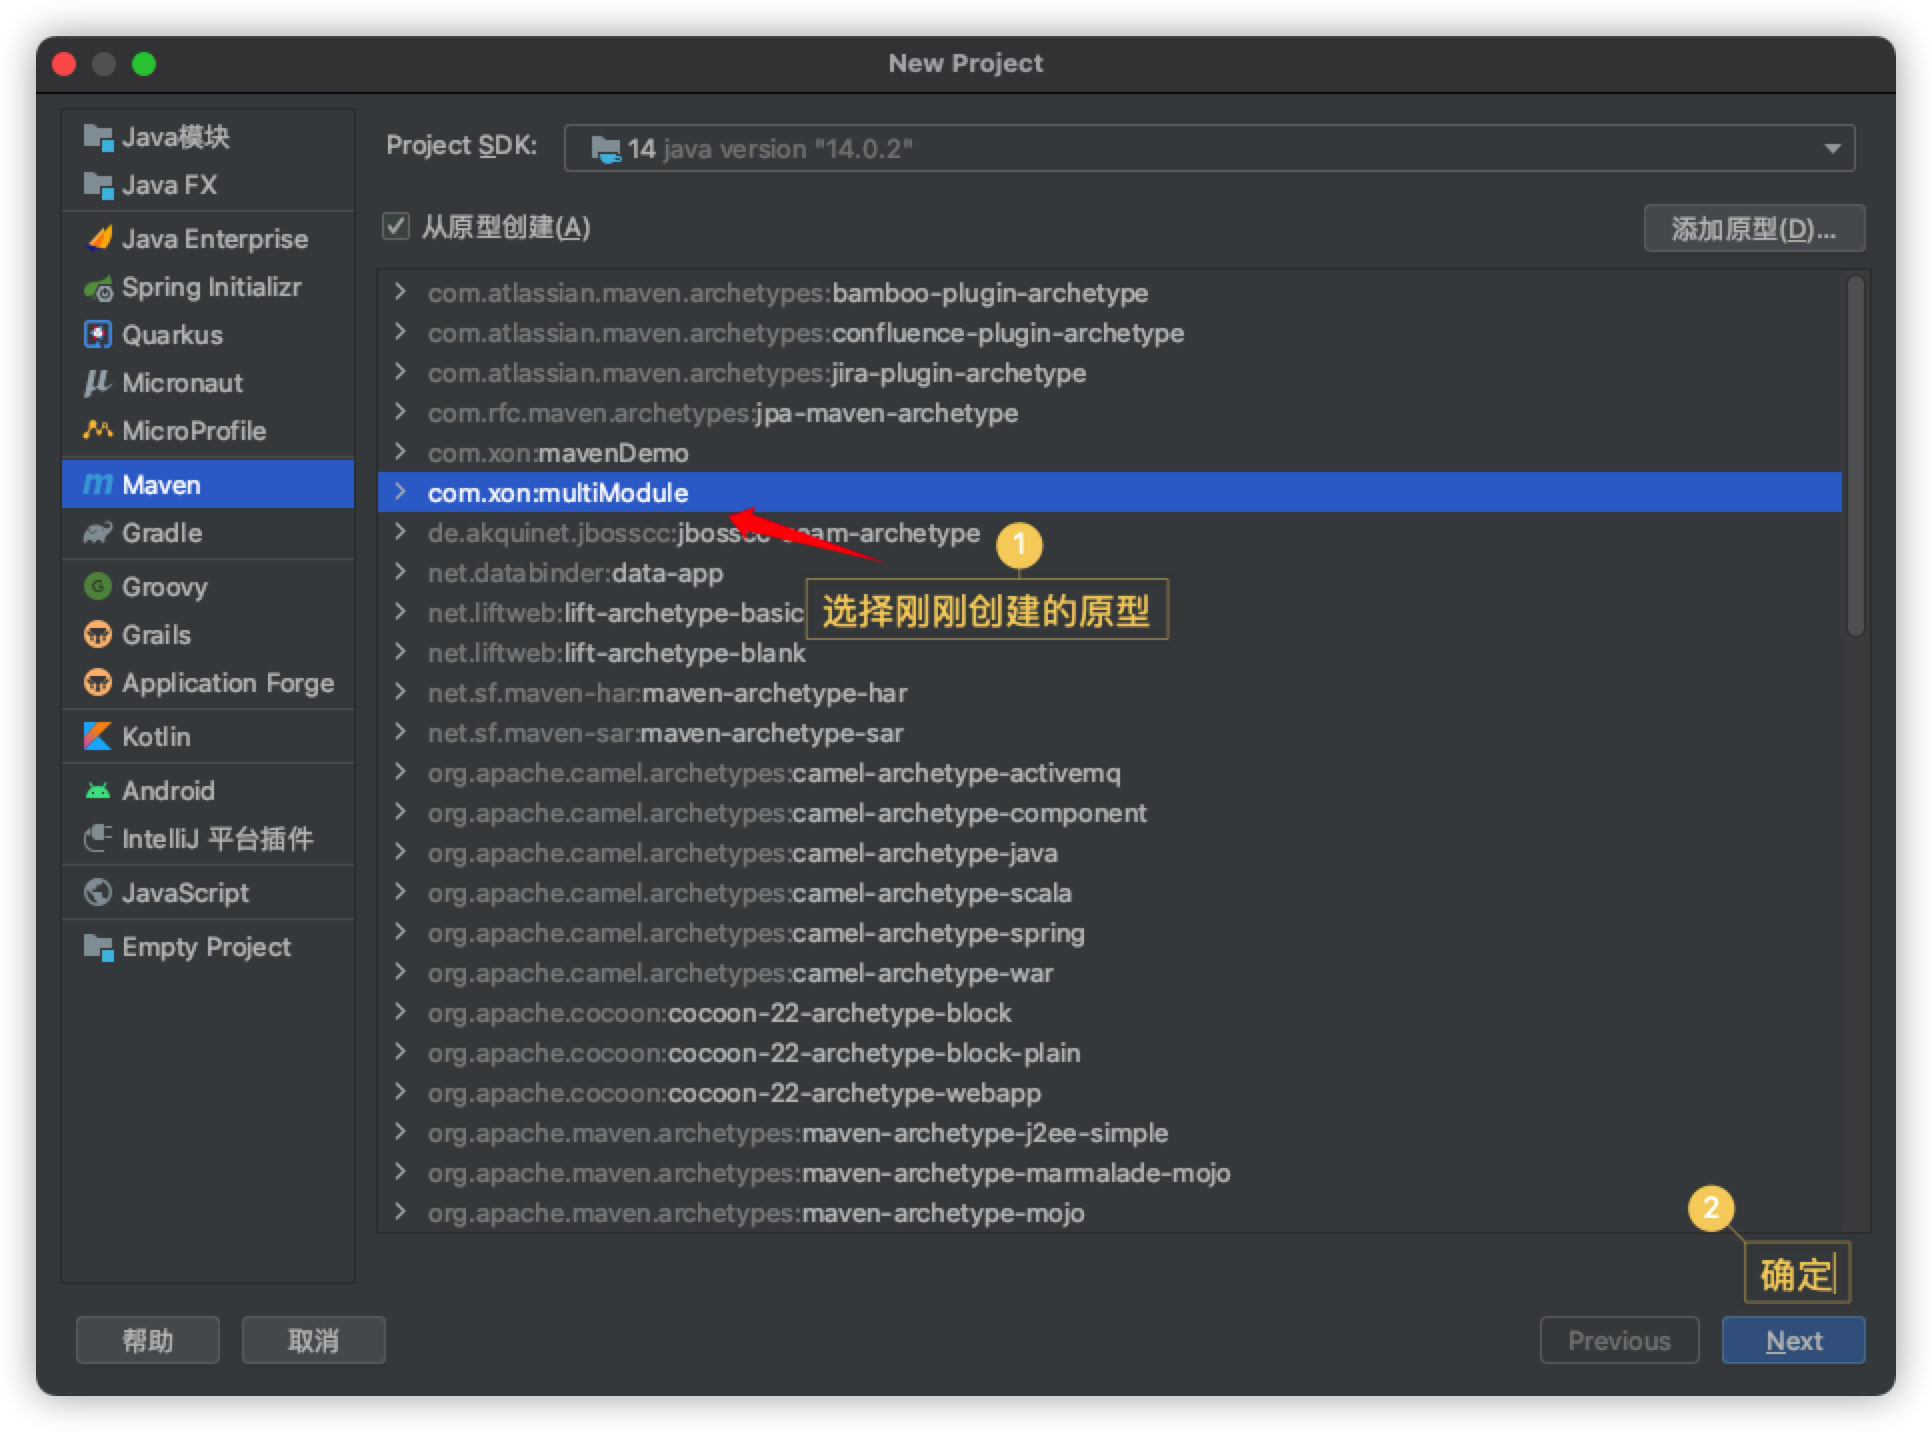 New Project
Java模块
Java FX
Java Enterprise
Spring Initializr
Quarkus
Micronaut
MicroProfile
Maven
Gradle
Groovy
Grails
Application Forge
Kotlin
Android
IntelliJ 平台插件
JavaScript
Empty Project
Project SDK:
14 java version "14.0.2"
从原型创建(A)
添加原型(D)...
com.atlassian.maven.archetypes:bamboo-plugin-archetype
com.atlassian.maven.archetypes:confluence-plugin-archetype
com.atlassian.maven.archetypes:jira-plugin-archetype
com.rfc.maven.archetypes:jpa-maven-archetype
com.xon:mavenDemo
com.xon:multiModule
de.akquinet.jbosscc:jbosscc-seam-archetype
1
net.databinder:data-app
选择刚刚创建的原型
net.liftweb:lift-archetype-basic
net.liftweb:lift-archetype-blank
net.sf.maven-har:maven-archetype-har
net.sf.maven-sar:maven-archetype-sar
org.apache.camel.archetypes:camel-archetype-activemq
org.apache.camel.archetypes:camel-archetype-component
org.apache.camel.archetypes:camel-archetype-java
org.apache.camel.archetypes:camel-archetype-scala
org.apache.camel.archetypes:camel-archetype-spring
org.apache.camel.archetypes:camel-archetype-war
org.apache.cocoon:cocoon-22-archetype-block
org.apache.cocoon:cocoon-22-archetype-block-plain
org.apache.cocoon:cocoon-22-archetype-webapp
org.apache.maven.archetypes:maven-archetype-j2ee-simple
org.apache.maven.archetypes:maven-archetype-marmalade-mojo
org.apache.maven.archetypes:maven-archetype-mojo
2
确定
帮助
取消
Previous
Next